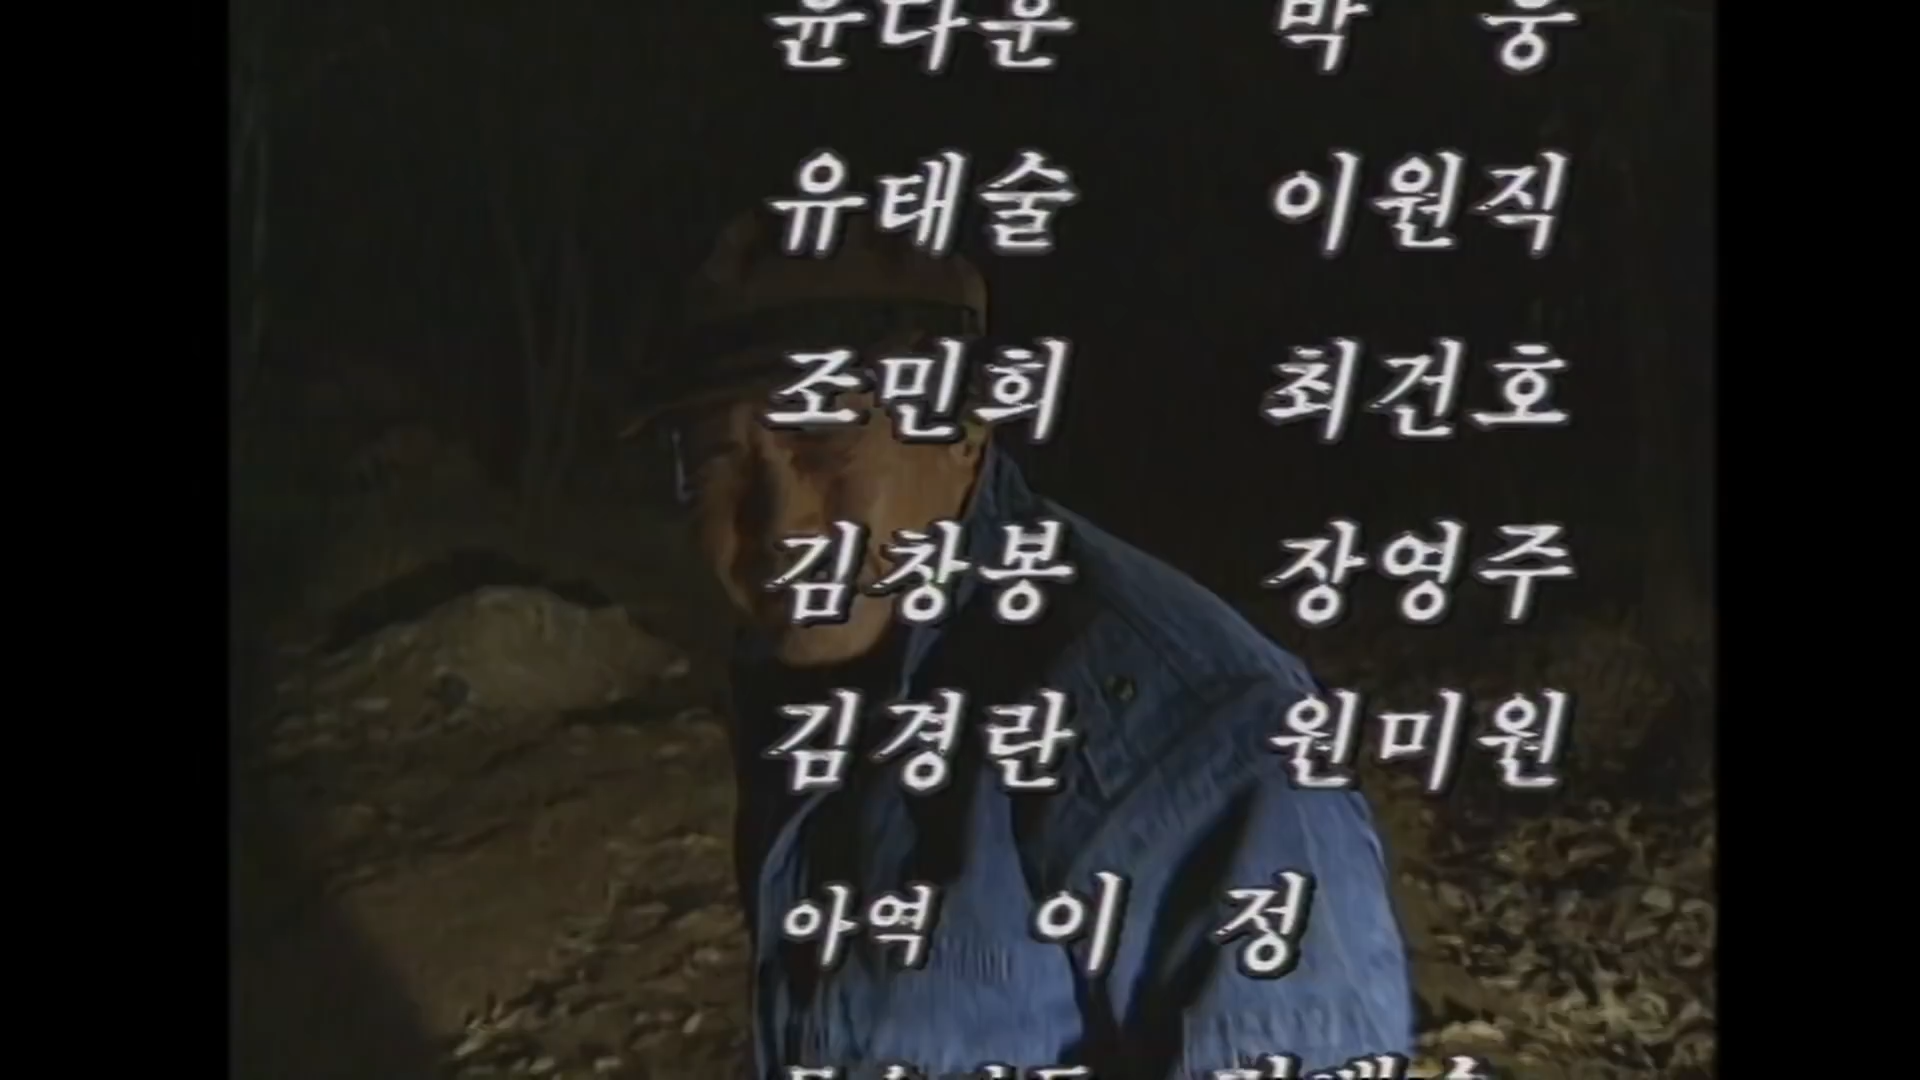 윤다훈 박 웅
유태술 이원직
조민희 최건호
김창봉 장영주
김경란 원미원
아역 이 정